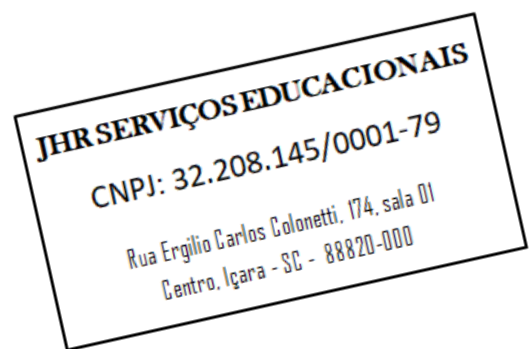 JHR SERVIÇOS EDUCACIONAIS
CNPJ: 32.208.145/0001-79
Rua Ergilio Carlos Colonetti, 174, sala 01
Centro, Içara - SC - 88820-000